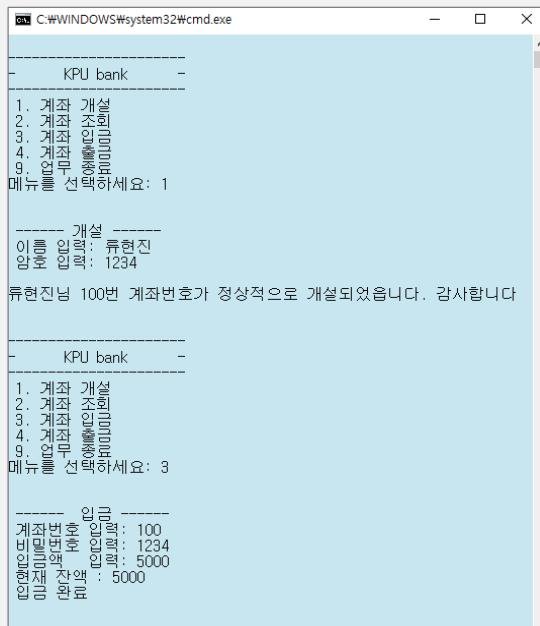 C:\WINDOWS\system32\cmd.exe
----------------------
-      KPU bank      -
----------------------
1. 계좌 개설
2. 계좌 조회
3. 계좌 입금
4. 계좌 출금
9. 업무 종료
메뉴를 선택하세요: 1
------ 개설 ------
이름 입력: 류현진
암호 입력: 1234
류현진님 100번 계좌번호가 정상적으로 개설되었읍니다. 감사합니다
----------------------
-      KPU bank      -
----------------------
1. 계좌 개설
2. 계좌 조회
3. 계좌 입금
4. 계좌 출금
9. 업무 종료
메뉴를 선택하세요: 3
------  입금 ------
계좌번호 입력: 100
비밀번호 입력: 1234
입금액   입력: 5000
현재 잔액 : 5000
입금 완료